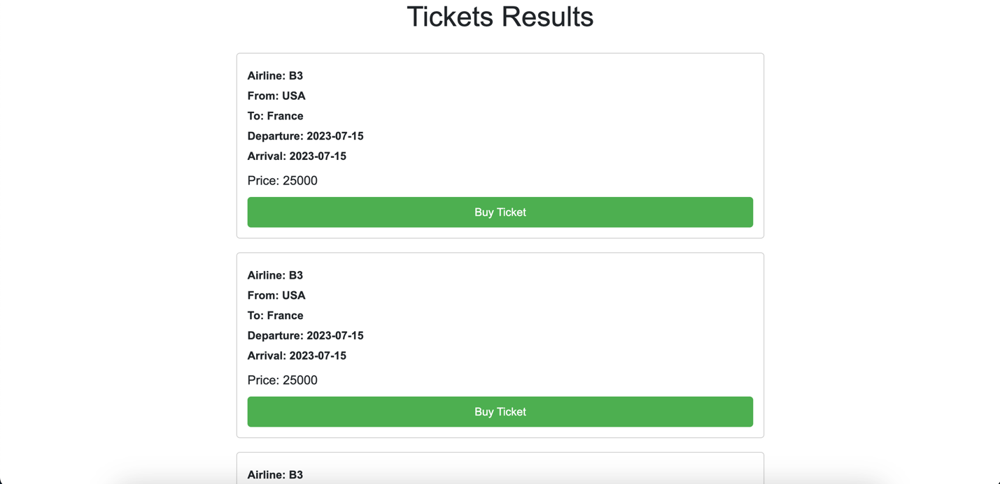 Tickets Results
Airline: B3
From: USA
To: France
Departure: 2023-07-15
Arrival: 2023-07-15
Price: 25000
Buy Ticket
Airline: B3
From: USA
To: France
Departure: 2023-07-15
Arrival: 2023-07-15
Price: 25000
Buy Ticket
Airline: B3